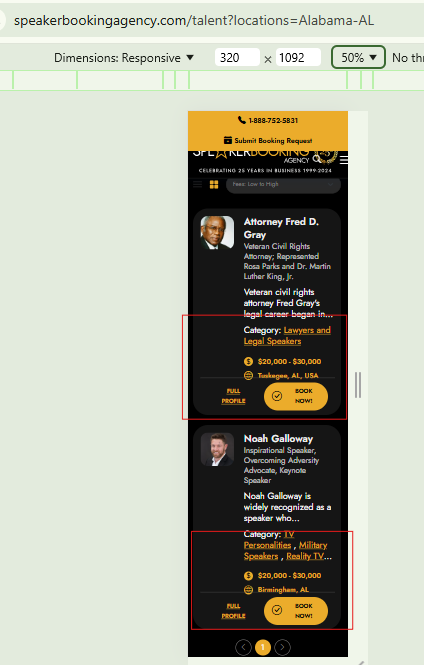 speakerbookingagency.com/talent?locations=Alabama-AL
Dimensions: Responsive 320 x 1092 50% No thr
1-888-752-5831
Submit Booking Request
SPEAKERBOOKING
AGENCY
CELEBRATING 25 YEARS IN BUSINESS 1999-2024
Fees: Low to High
Attorney Fred D.
Gray
Veteran Civil Rights
Attorney; Represented
Rosa Parks and Dr. Martin
Luther King, Jr.
Veteran civil rights
attorney Fred Gray's
legal career began in...
Category: Lawyers and
Legal Speakers
$20,000 - $30,000
Tuskegee, AL, USA
FULL
PROFILE
BOOK
NOW!
Noah Galloway
Inspirational Speaker,
Overcoming Adversity
Advocate, Keynote
Speaker
Noah Galloway is
widely recognized as a
speaker who...
Category: TV
Personalities , Military
Speakers , Reality TV...
$20,000 - $30,000
Birmingham, AL
FULL
PROFILE
BOOK
NOW!
1